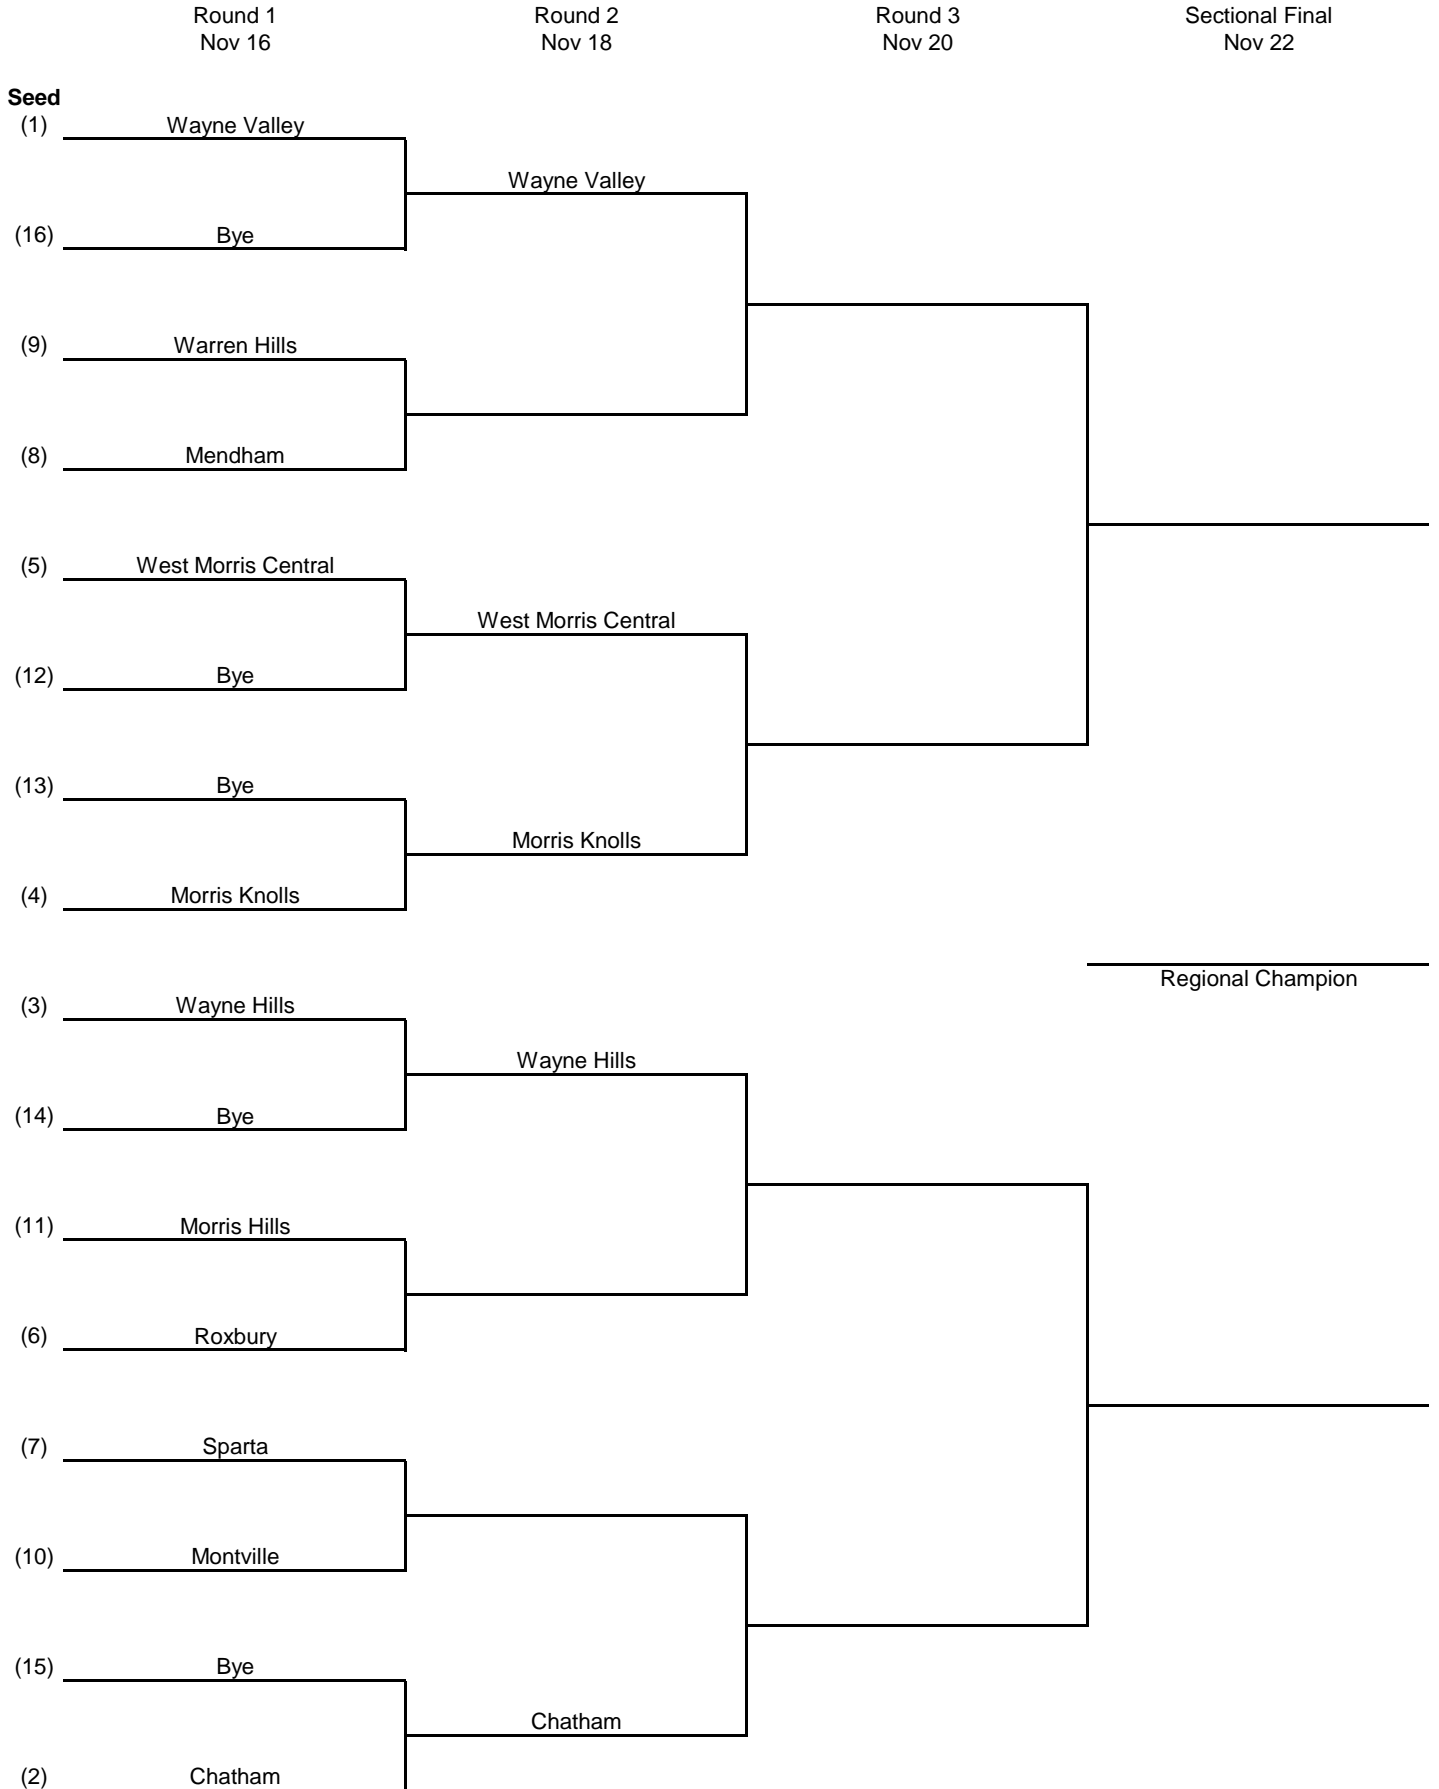 Round 1 Round 2 Round 3 Sectional Final
Nov 16 Nov 18 Nov 20 Nov 22
Seed
(1) Wayne Valley
Wayne Valley
(16) Bye
(9) Warren Hills
(8) Mendham
(5) West Morris Central
West Morris Central
(12) Bye
(13) Bye
Morris Knolls
(4) Morris Knolls
Regional Champion
(3) Wayne Hills
Wayne Hills
(14) Bye
(11) Morris Hills
(6) Roxbury
(7) Sparta
(10) Montville
(15) Bye
Chatham
(2) Chatham